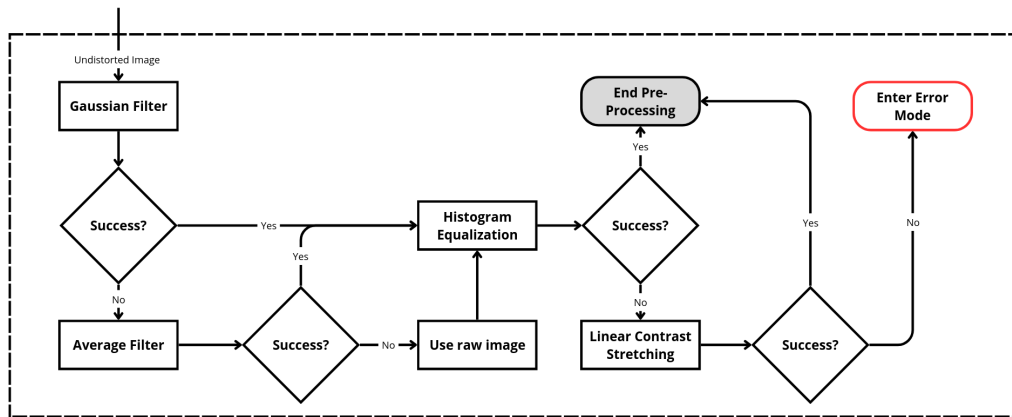 Undistorted Image
Gaussian Filter
Success?
Yes
No
Average Filter
Success?
Yes
No
Use raw image
Histogram
Equalization
Success?
Yes
End Pre-
Processing
No
Linear Contrast
Stretching
Success?
Yes
No
Enter Error
Mode